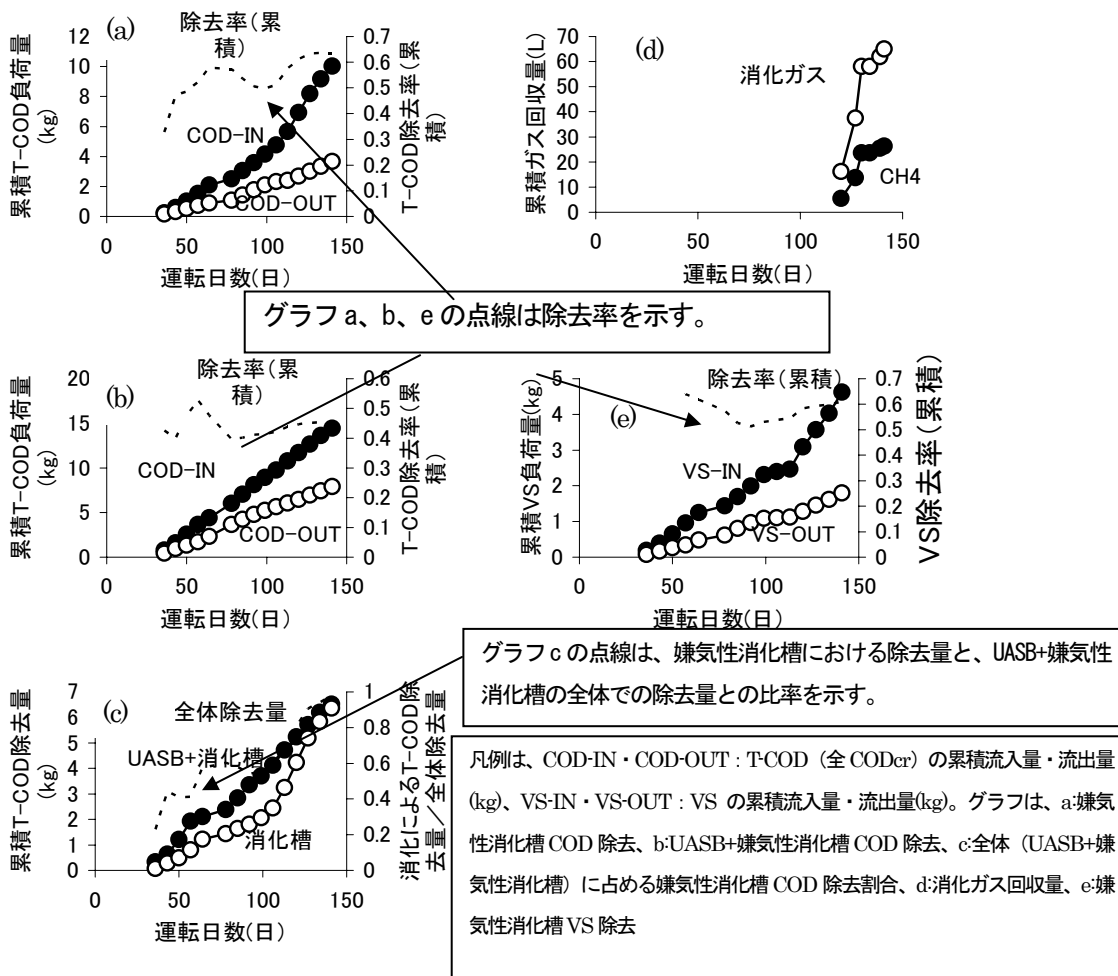 (a)
除去率(累
積)
12
10
8
6
4
2
0
0.7
0.6
0.5
0.4
0.3
0.2
0.1
0
累積T-COD負荷量
(kg)
T-COD除去率(累
積)
COD-IN
COD-OUT
0 50 100 150
運転日数(日)
(d)
70
60
50
40
30
20
10
0
累積ガス回収量(L)
消化ガス
CH4
0 50 100 150
運転日数(日)
グラフ a、b、e の点線は除去率を示す。
(b)
除去率(累
積)
20
15
10
5
0
0.6
0.5
0.4
0.3
0.2
0.1
0
累積T-COD負荷量
(kg)
T-COD除去率(累
積)
COD-IN
COD-OUT
0 50 100 150
運転日数(日)
(e)
除去率(累積)
5
4
3
2
1
0
0.7
0.6
0.5
0.4
0.3
0.2
0.1
0
累積VS負荷量(kg)
VS除去率(累積)
VS-IN
VS-OUT
0 50 100 150
運転日数(日)
グラフ c の点線は、嫌気性消化槽における除去量と、UASB+嫌気性
消化槽の全体での除去量との比率を示す。
(c)
7
6
5
4
3
2
1
0
1
0.8
0.6
0.4
0.2
0
累積T-COD除去量
(kg)
消化によるT-COD除
去量/全体除去量
全体除去量
UASB+消化槽
消化槽
0 50 100 150
運転日数(日)
凡例は、COD-IN・COD-OUT：T-COD（全 CODcr）の累積流入量・流出量
(kg)、VS-IN・VS-OUT：VS の累積流入量・流出量(kg)。グラフは、a:嫌
気性消化槽 COD 除去、b:UASB+嫌気性消化槽 COD 除去、c:全体（UASB+嫌
気性消化槽）に占める嫌気性消化槽 COD 除去割合、d:消化ガス回収量、e:嫌
気性消化槽 VS 除去